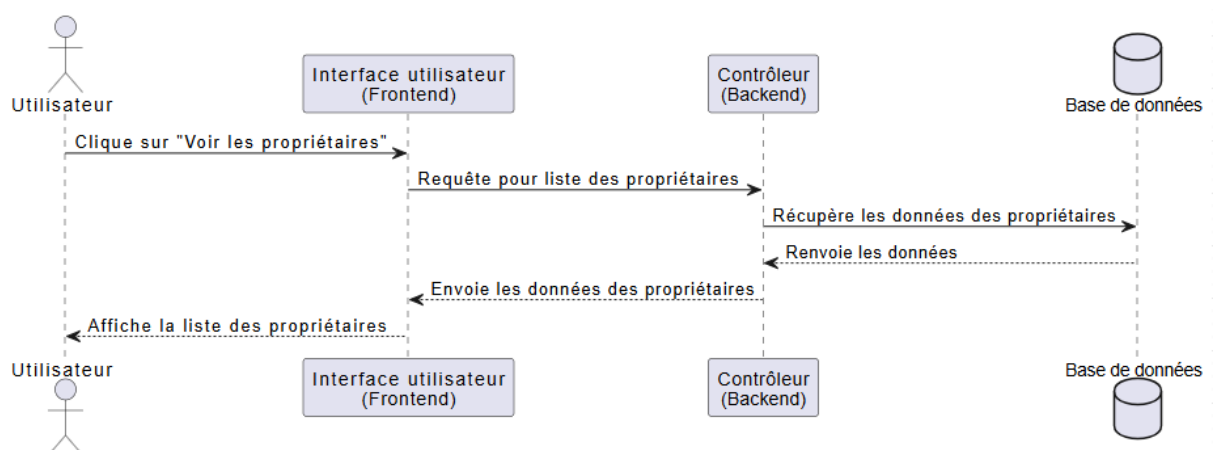 Utilisateur
Interface utilisateur
(Frontend)
Contrôleur
(Backend)
Base de données
Clique sur "Voir les propriétaires"
Requête pour liste des propriétaires
Récupère les données des propriétaires
Renvoie les données
Envoie les données des propriétaires
Affiche la liste des propriétaires
Utilisateur
Interface utilisateur
(Frontend)
Contrôleur
(Backend)
Base de données